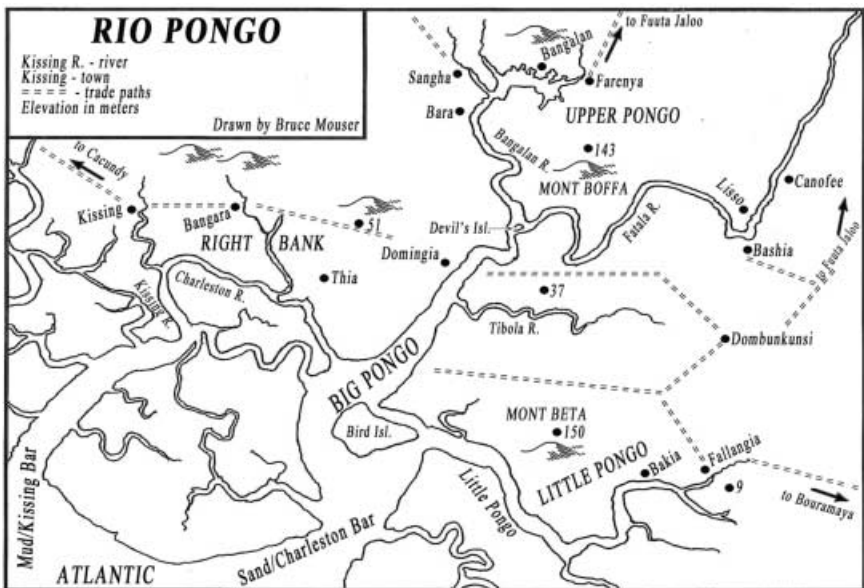 RIO PONGO
Kissing R. - river
Kissing - town
===== - trade paths
Elevation in meters
Drawn by Bruce Mouser
to Fuuta Jaloo
Bangalan
Sangha
Farenya
Bara
UPPER PONGO
Bangalan R.
143
MONT BOFFA
to Cacundy
Canofee
Lisso
Kissing
Bangara
51
Devil's Isl.
Fatala R.
RIGHT BANK
Domingia
Bashia
to Fuuta Jaloo
Thia
Charleston R.
Kissing R.
37
Tibola R.
Dombunkunsi
BIG PONGO
MONT BETA
150
Bird Isl.
LITTLE PONGO
Bakia
Fallangia
9
to Bouramaya
Little Pongo
Mud/Kissing Bar
Sand/Charleston Bar
ATLANTIC